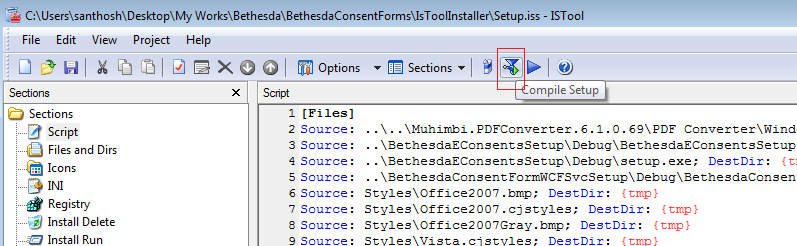 C:\Users\santhosh\Desktop\My Works\Bethesda\BethesdaConsentForms\IsToolInstaller\Setup.iss - ISTool
File Edit View Project Help
Options Sections
Compile Setup
Sections
Script
Sections
Script
Files and Dirs
Icons
INI
Registry
Install Delete
Install Run
1 [Files]
2 Source: ..\..\Muhimbi.PDFConverter.6.1.0.69\PDF Converter\Wind
3 Source: ..\BethesdaEConsentsSetup\Debug\BethesdaEConsentsSetup
4 Source: ..\BethesdaEConsentsSetup\Debug\setup.exe; DestDir: {t
5 Source: ..\BethesdaConsentFormWCFSvcSetup\Debug\BethesdaConsen
6 Source: Styles\Office2007.bmp; DestDir: {tmp}
7 Source: Styles\Office2007.cjstyles; DestDir: {tmp}
8 Source: Styles\Office2007Gray.bmp; DestDir: {tmp}
9 Source: Styles\Vista.cjstyles; DestDir: {tmp}